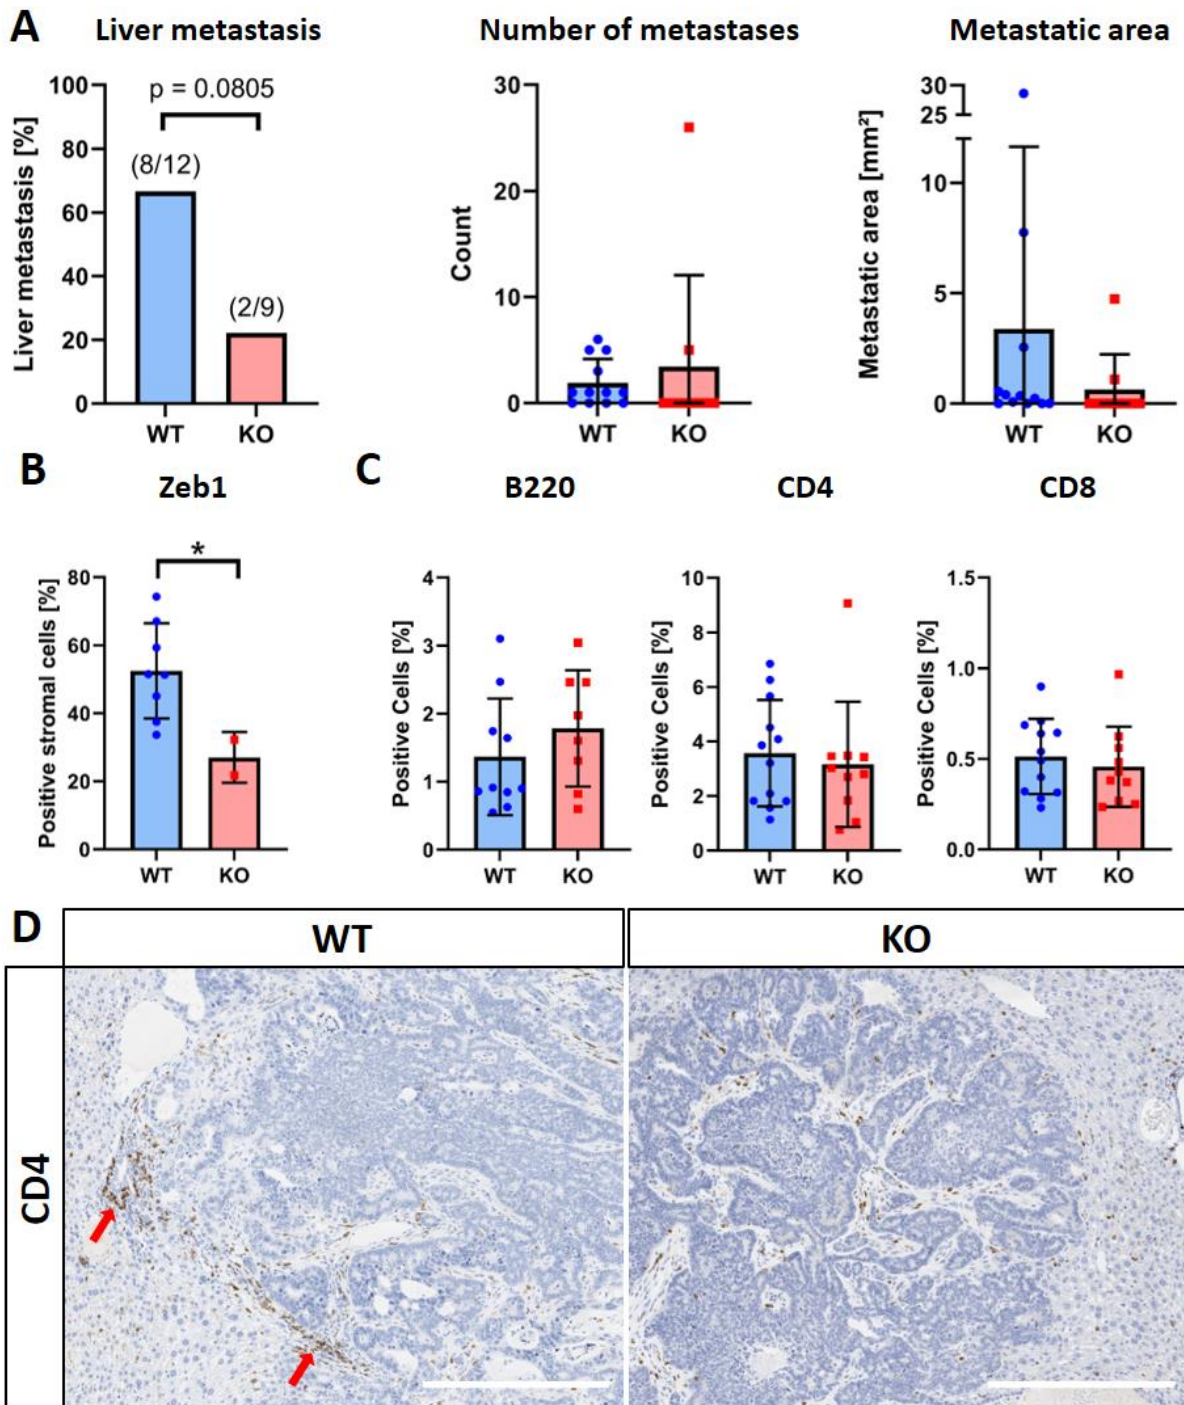 A
Liver metastasis
Number of metastases
Metastatic area
Liver metastasis [%]
100
80
60
40
20
0
p = 0.0805
(8/12)
(2/9)
WT
KO
Count
30
20
10
0
WT
KO
Metastatic area [mm²]
30
25
10
5
0
WT
KO
B
Zeb1
Positive stromal cells [%]
80
60
40
20
0
*
WT
KO
C
B220
CD4
CD8
Positive Cells [%]
4
3
2
1
0
WT
KO
Positive Cells [%]
10
8
6
4
2
0
WT
KO
Positive Cells [%]
1.5
1.0
0.5
0.0
WT
KO
D
WT
KO
CD4